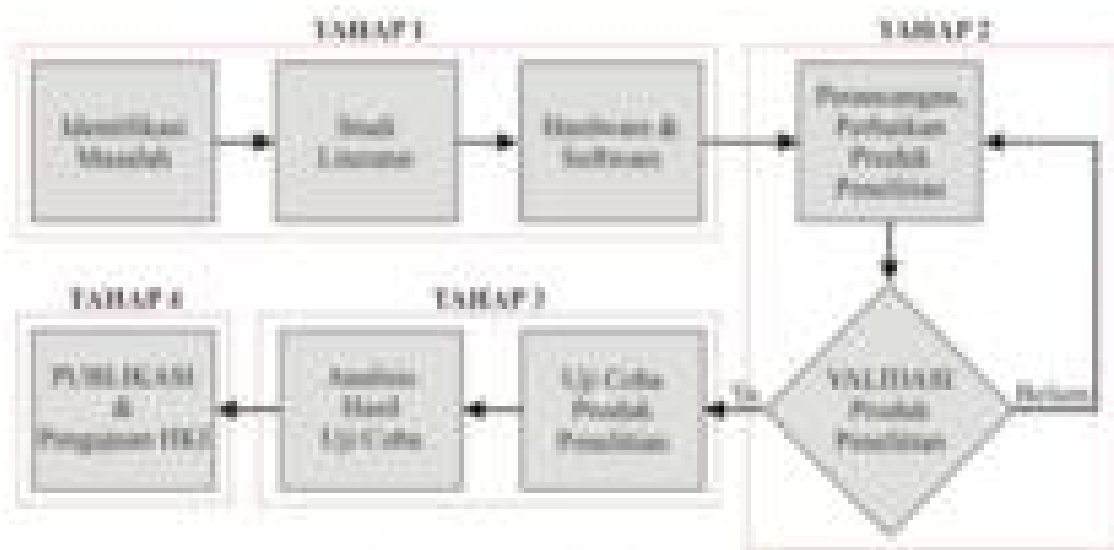 TAHAP 1
TAHAP 2
Identifikasi
Masalah
Studi
Literatur
Hardware &
Software
Perancangan,
Perbaikan
Produk
Penelitian
TAHAP 4
TAHAP 3
PUBLIKASI
&
Pengajuan HKI
Analisis
Hasil
Uji Coba
Uji Coba
Produk
Penelitian
Ya
VALIDASI
Produk
Penelitian
Belum